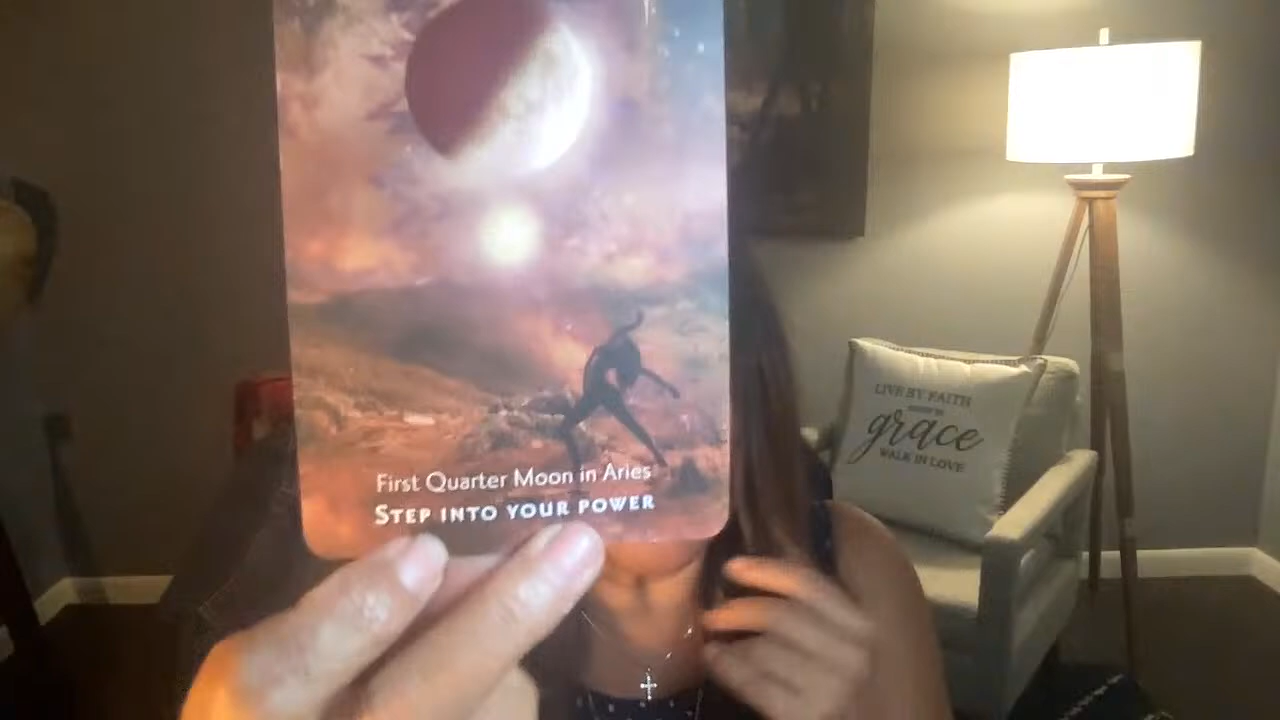 First Quarter Moon in Aries
STEP INTO YOUR POWER
LIVE BY FAITH
grace
WALK IN LOVE